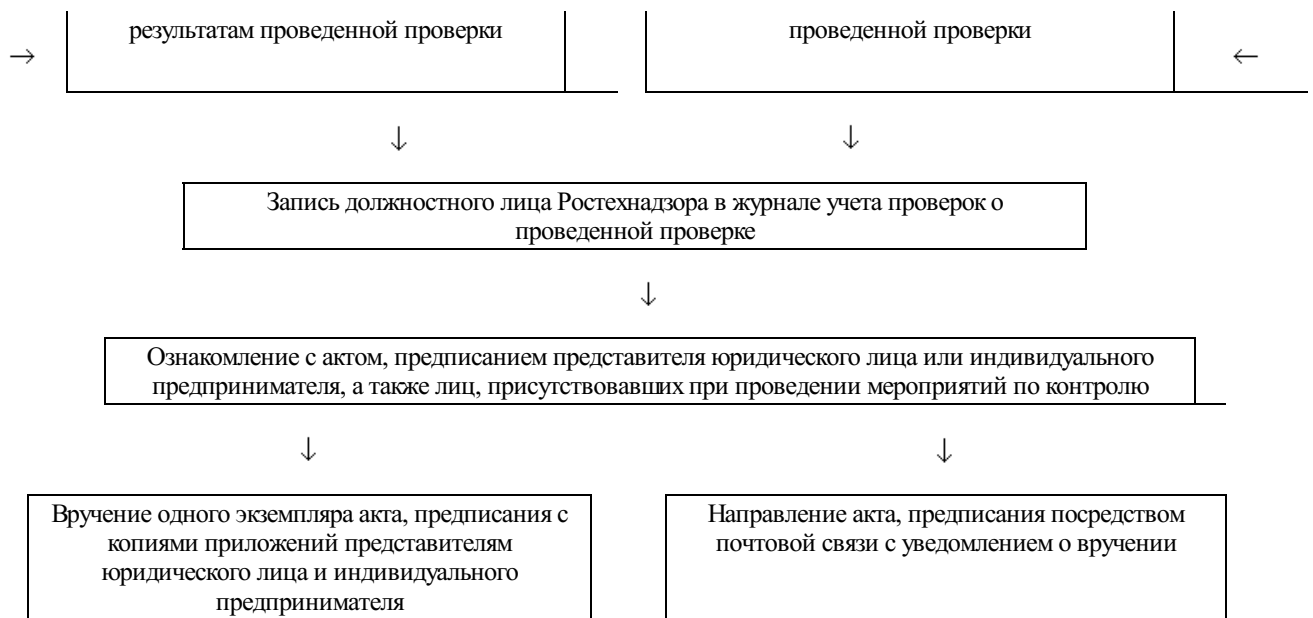 результатам проведенной проверки
проведенной проверки
→
←
↓
↓
Запись должностного лица Ростехнадзора в журнале учета проверок о
проведенной проверке
↓
Ознакомление с актом, предписанием представителя юридического лица или индивидуального
предпринимателя, а также лиц, присутствовавших при проведении мероприятий по контролю
↓
↓
Вручение одного экземпляра акта, предписания с
копиями приложений представителям
юридического лица и индивидуального
предпринимателя
Направление акта, предписания посредством
почтовой связи с уведомлением о вручении